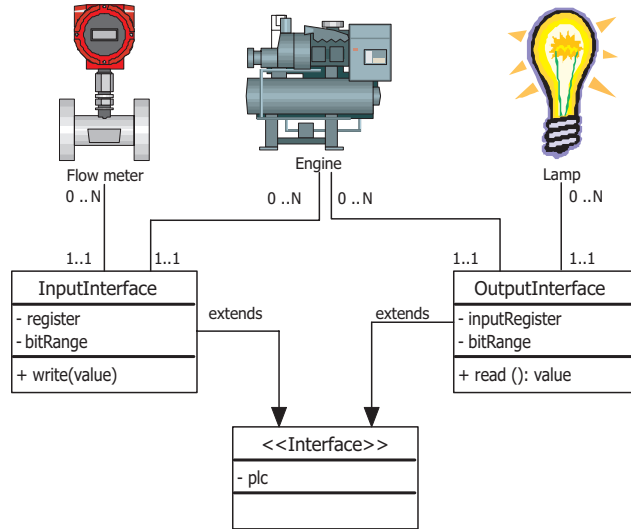 Flow meter
Engine
Lamp
0 ..N
0 ..N
0 ..N
0 ..N
1..1
1..1
1..1
1..1
InputInterface
- register
- bitRange
+ write(value)
extends
extends
OutputInterface
- inputRegister
- bitRange
+ read (): value
<<Interface>>
- plc